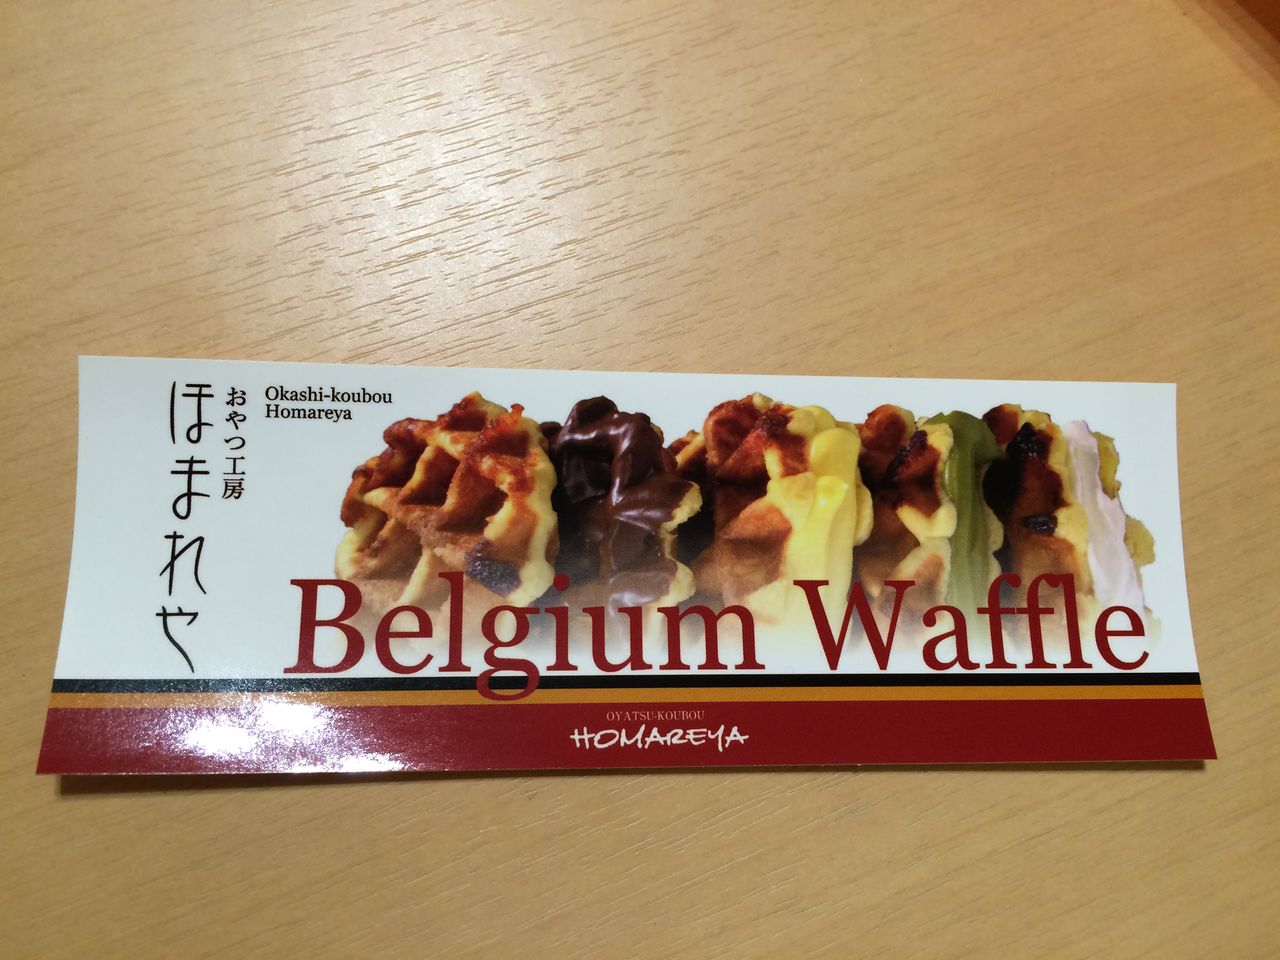 ほまれや
おやつ工房
Okashi-koubou
Homareya
Belgium Waffle
OYATSU-KOUBOU
HOMAREYA